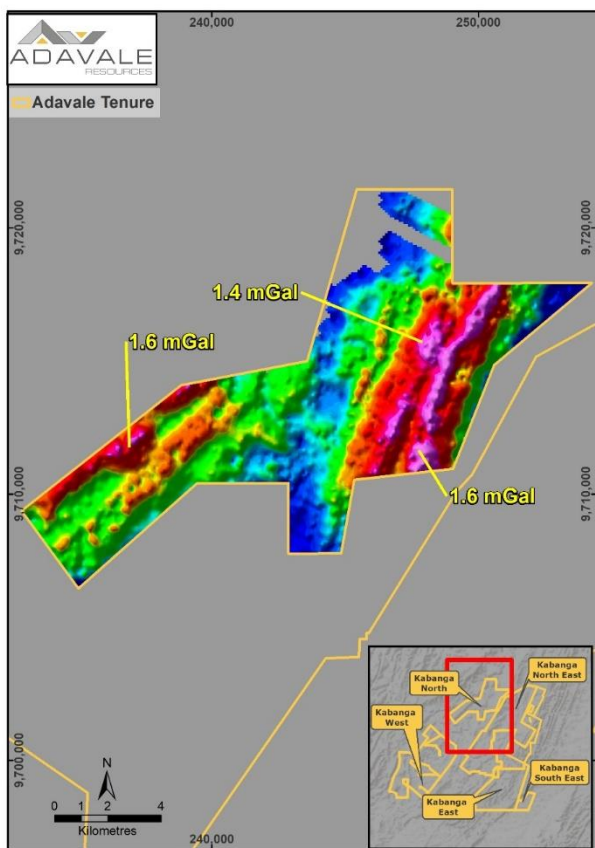 240,000
250,000
ADAVALE
RESOURCES
Adavale Tenure
9,720,000
9,720,000
1.4 mGal
1.6 mGal
1.6 mGal
9,710,000
9,710,000
Kabanga
North
Kabanga
North East
Kabanga
West
Kabanga
South East
Kabanga
East
9,700,000
N
0 1 2 4
Kilometres
240,000